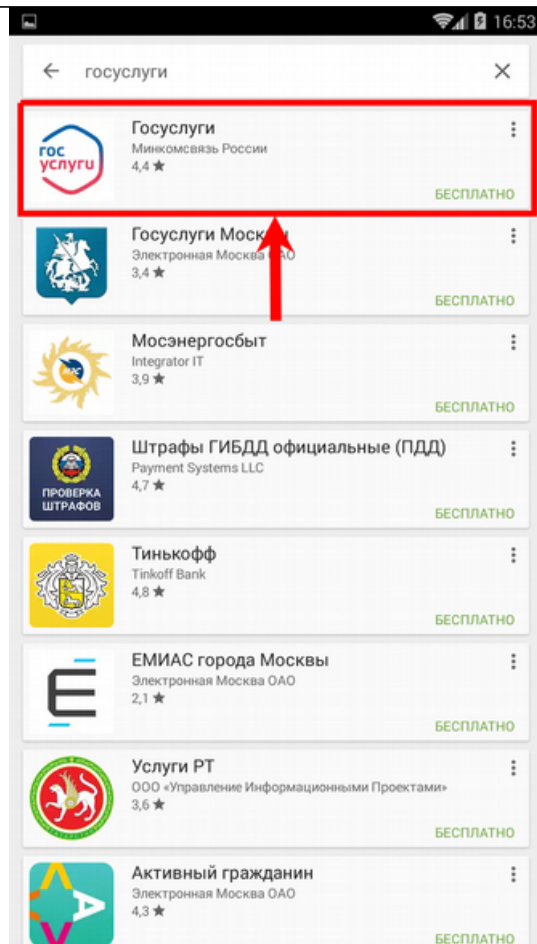 16:53
госуслуги
гос
услуги
Госуслуги
Минкомсвязь России
4,4
БЕСПЛАТНО
Госуслуги
Электронная Москва ОАО
3,4
БЕСПЛАТНО
Мосэнергосбыт
Integrator IT
3,9
БЕСПЛАТНО
ПРОВЕРКА
ШТРАФОВ
Штрафы ГИБДД официальные (ПДД)
Payment Systems LLC
4,7
БЕСПЛАТНО
Тинькофф
Tinkoff Bank
4,8
БЕСПЛАТНО
ЕМИАС города Москвы
Электронная Москва ОАО
2,1
БЕСПЛАТНО
Услуги РТ
ООО «Управление Информационными Проектами»
3,6
БЕСПЛАТНО
Активный гражданин
Электронная Москва ОАО
4,3
БЕСПЛАТНО